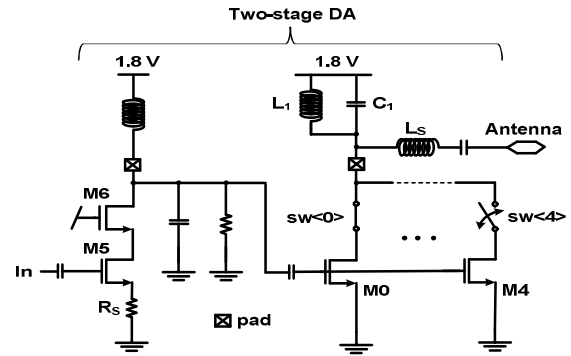 Two-stage DA
1.8 V
1.8 V
L1
C1
LS
Antenna
M6
sw<0>
sw<4>
M5
In
M0
M4
RS
pad